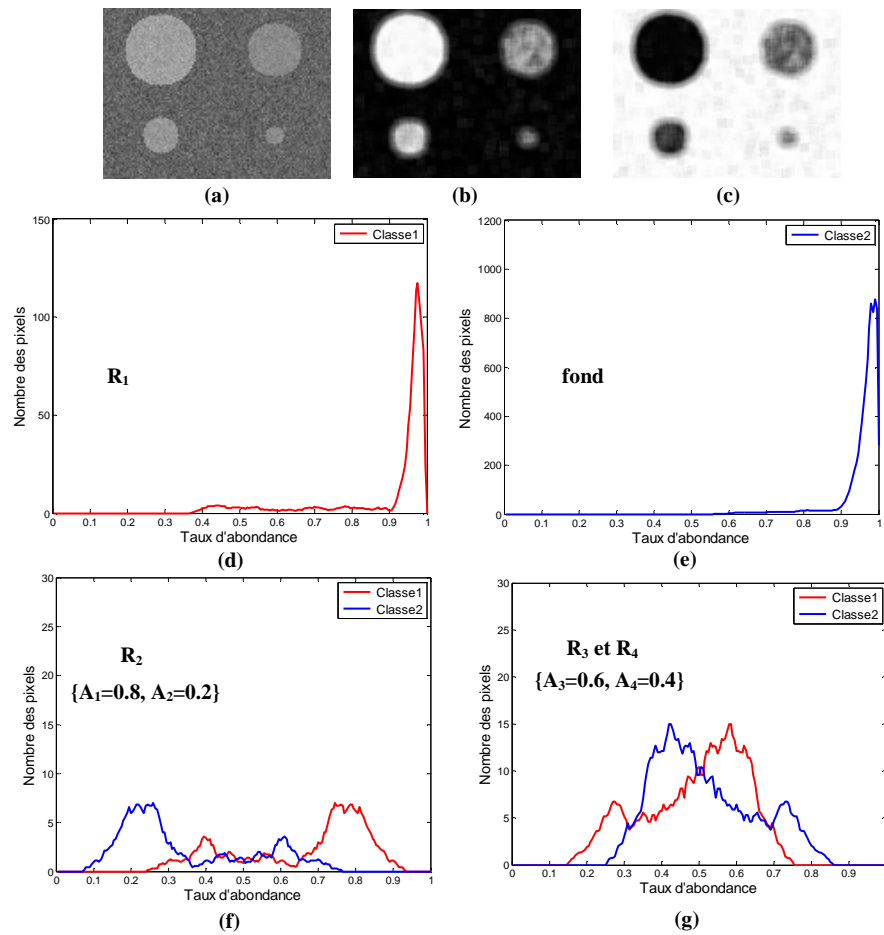 (a) (b) (c)
150
100
50
0
0 0.1 0.2 0.3 0.4 0.5 0.6 0.7 0.8 0.9 1
Nombre des pixels
Taux d'abondance
Classe1
R1
(d)
1200
1000
800
600
400
200
0
0 0.1 0.2 0.3 0.4 0.5 0.6 0.7 0.8 0.9 1
Nombre des pixels
Taux d'abondance
Classe2
fond
(e)
30
25
20
15
10
5
0
0 0.1 0.2 0.3 0.4 0.5 0.6 0.7 0.8 0.9 1
Nombre des pixels
Taux d'abondance
Classe1
Classe2
R2
{A1=0.8, A2=0.2}
(f)
30
25
20
15
10
5
0
0 0.1 0.2 0.3 0.4 0.5 0.6 0.7 0.8 0.9
Nombre des pixels
Taux d'abondance
Classe1
Classe2
R3 et R4
{A3=0.6, A4=0.4}
(g)